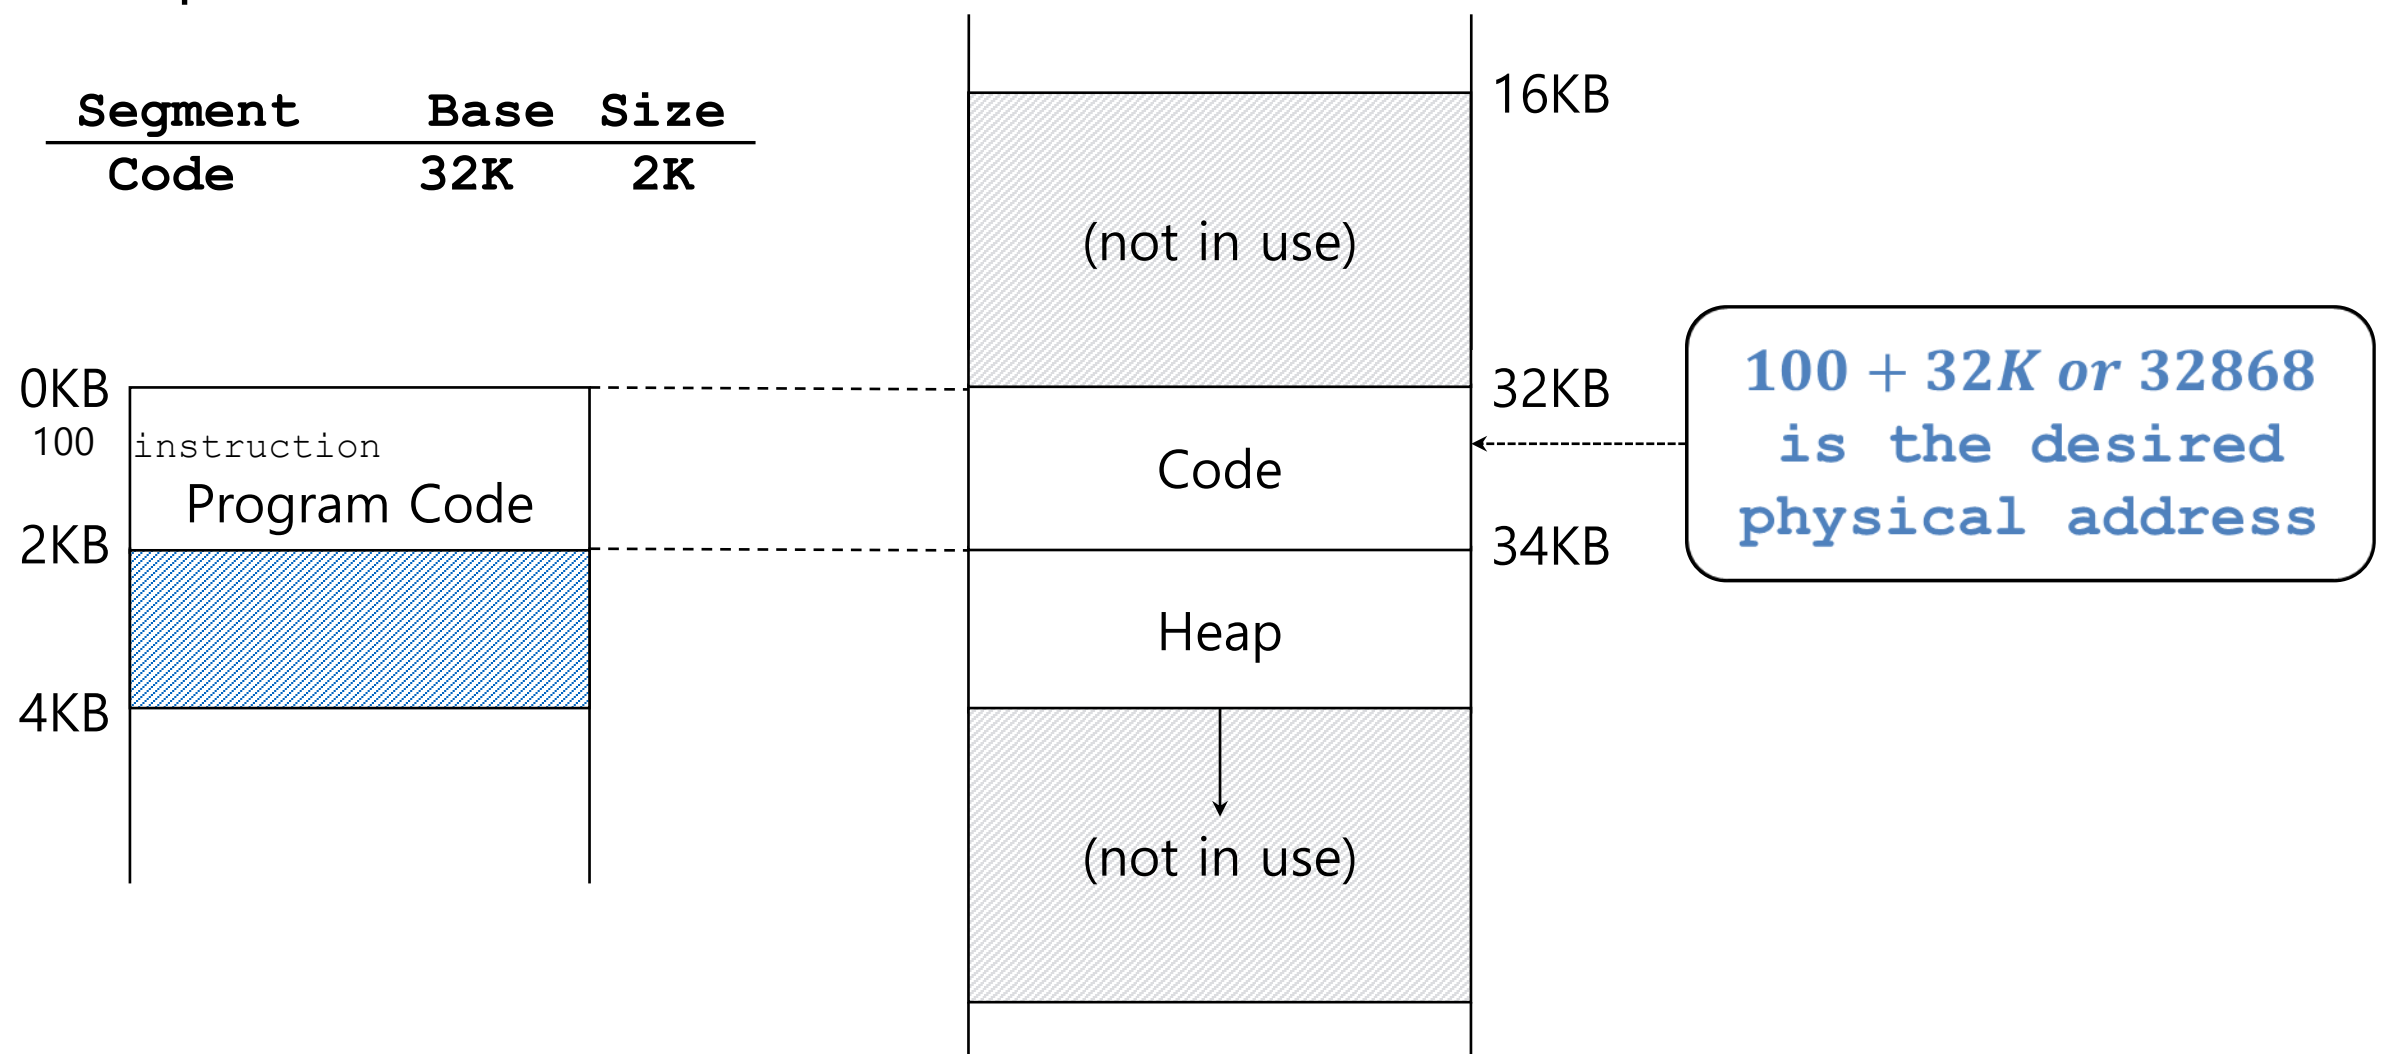 Segment Base Size
Code 32K 2K
0KB
100
instruction
Program Code
2KB
4KB
16KB
(not in use)
32KB
Code
34KB
Heap
(not in use)
100 + 32K or 32868
is the desired
physical address